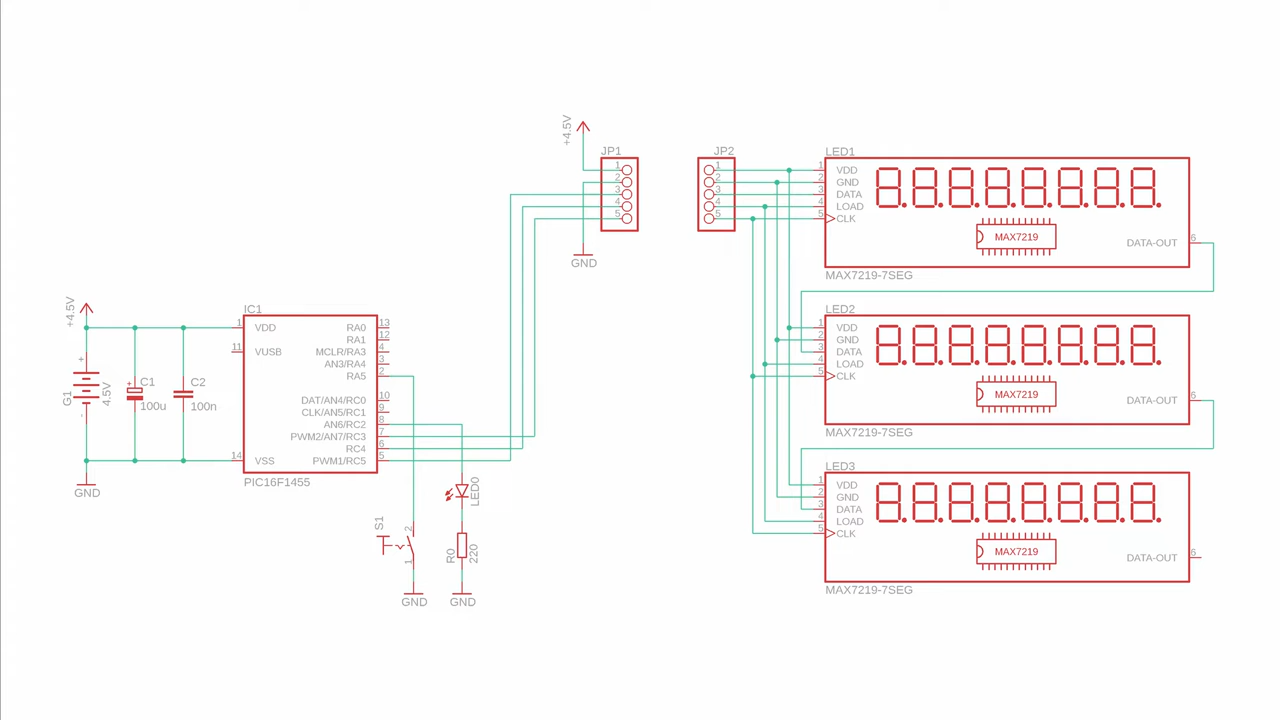 +4.5V
JP1
1
2
3
4
5
GND
JP2
1
2
3
4
5
LED1
1 VDD
2 GND
3 DATA
4 LOAD
5 CLK
MAX7219
DATA-OUT 6
MAX7219-7SEG
LED2
1 VDD
2 GND
3 DATA
4 LOAD
5 CLK
MAX7219
DATA-OUT 6
MAX7219-7SEG
LED3
1 VDD
2 GND
3 DATA
4 LOAD
5 CLK
MAX7219
DATA-OUT 6
MAX7219-7SEG
+4.5V
G1
+
-
4.5V
GND
C1
+
100u
C2
100n
IC1
1 VDD
11 VUSB
14 VSS
RA0 13
RA1 12
MCLR/RA3 4
AN3/RA4 3
RA5 2
DAT/AN4/RC0 10
CLK/AN5/RC1 9
AN6/RC2 8
PWM2/AN7/RC3 7
RC4 6
PWM1/RC5 5
PIC16F1455
S1
2
1
GND
LED0
R0
220
GND